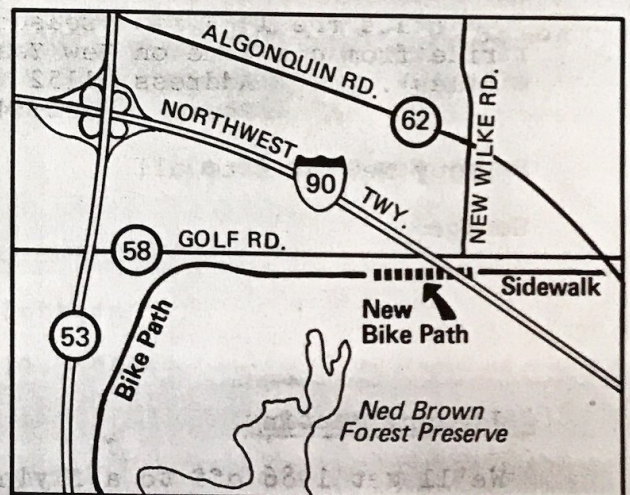 ALGONQUIN RD.
62
NEW WILKE RD.
NORTHWEST
90
TWY.
58
GOLF RD.
Sidewalk
New
Bike Path
53
Bike Path
Ned Brown
Forest Preserve